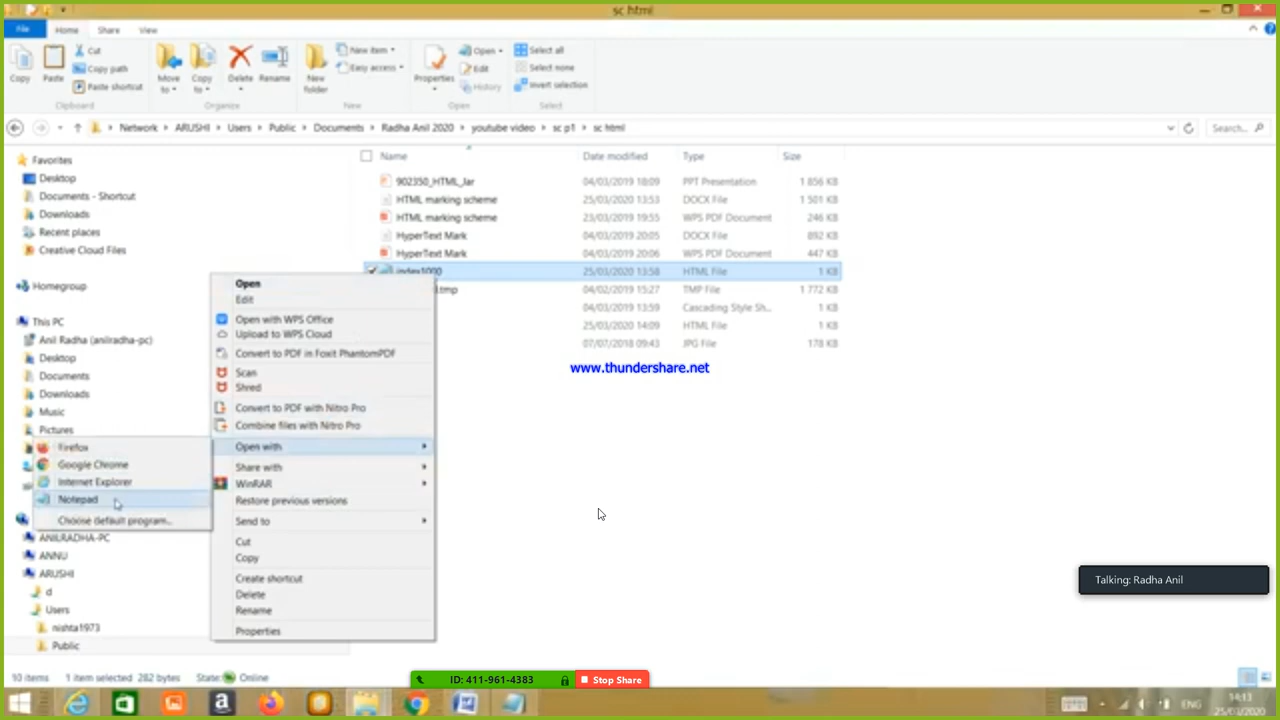 sc html
File Home Share View
Copy Paste Cut Copy path Paste shortcut Move to Copy to Delete Rename New folder New item Easy access Properties Open Edit History Select all Select none Invert selection
Clipboard Organize New Open Select
Network ARUSHI Users Public Documents Radha Anil 2020 youtube video sc p1 sc html Search...
Name Date modified Type Size
902350_HTML_Jar 04/03/2019 18:09 PPT Presentation 1 856 KB
HTML marking scheme 25/03/2020 13:53 DOCX File 1 501 KB
HTML marking scheme 23/03/2019 19:55 WPS PDF Document 246 KB
HyperText Mark 04/03/2019 20:05 DOCX File 892 KB
HyperText Mark 04/03/2019 20:06 WPS PDF Document 447 KB
index1000 25/03/2020 13:58 HTML File 1 KB
l.tmp 04/02/2019 15:27 TMP File 1 772 KB
04/03/2019 13:59 Cascading Style Sh... 1 KB
25/03/2020 14:09 HTML File 1 KB
07/07/2018 09:43 JPG File 178 KB
Favorites
Desktop
Documents - Shortcut
Downloads
Recent places
Creative Cloud Files
Homegroup
This PC
Anil Radha (anilradha-pc)
Desktop
Documents
Downloads
Music
Pictures
Firefox
Google Chrome
Internet Explorer
Notepad
Choose default program...
ANILRADHA-PC
ANNU
ARUSHI
d
Users
nishta1973
Public
Open
Edit
Open with WPS Office
Upload to WPS Cloud
Convert to PDF in Foxit PhantomPDF
Scan
Shred
Convert to PDF with Nitro Pro
Combine files with Nitro Pro
Open with
Share with
WinRAR
Restore previous versions
Send to
Cut
Copy
Create shortcut
Delete
Rename
Properties
www.thundershare.net
Talking: Radha Anil
10 items 1 item selected 282 bytes State: Online
ID: 411-961-4383 Stop Share
ENG
14:13
25/03/2020